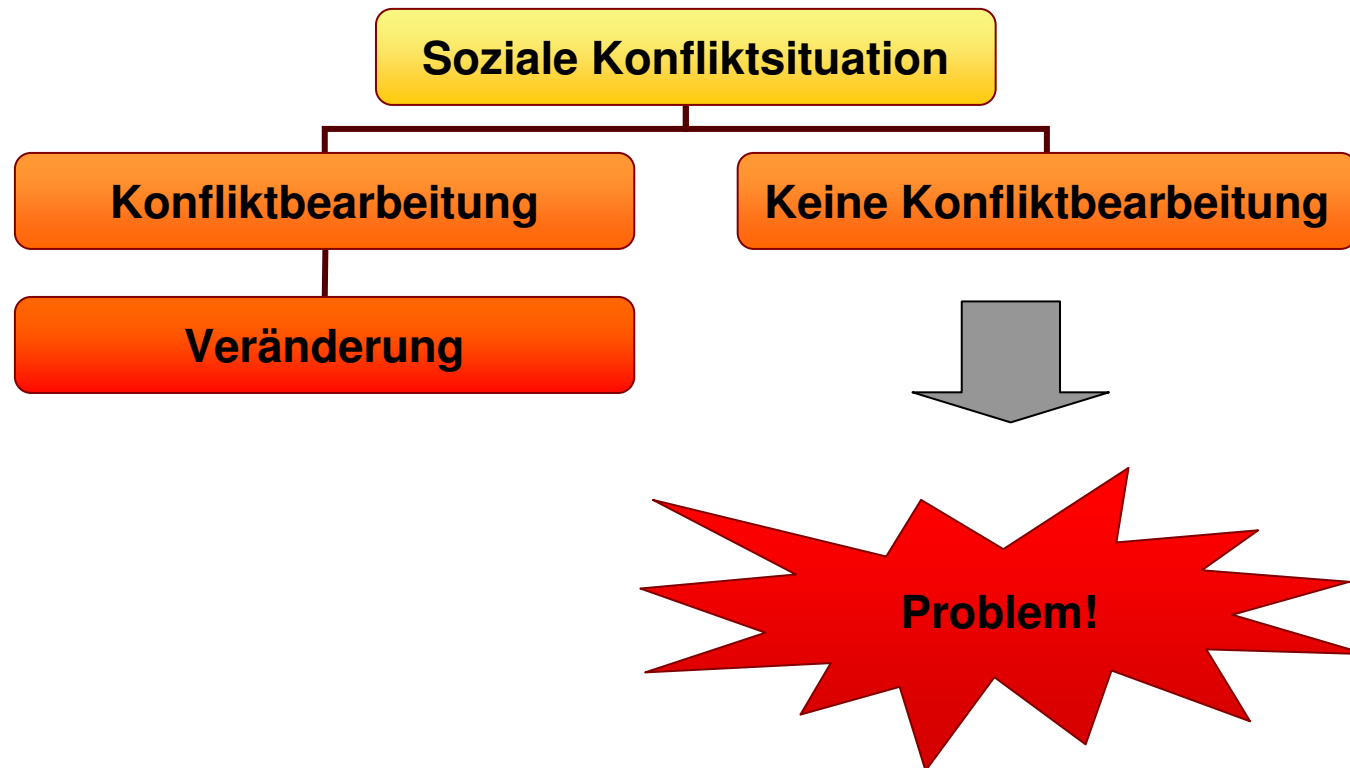 Soziale Konfliktsituation
Konfliktbearbeitung
Keine Konfliktbearbeitung
Veränderung
Problem!